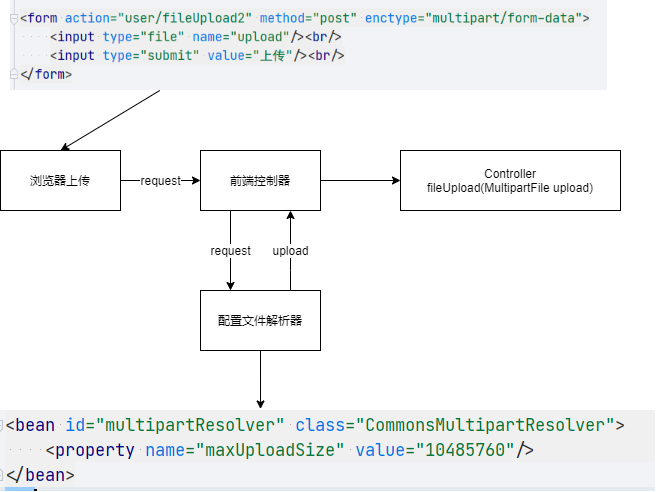 <form action="user/fileUpload2" method="post" enctype="multipart/form-data">
<input type="file" name="upload"/><br/>
<input type="submit" value="上传"/><br/>
</form>
浏览器上传
request
前端控制器
Controller
fileUpload(MultipartFile upload)
request
upload
配置文件解析器
<bean id="multipartResolver" class="CommonsMultipartResolver">
<property name="maxUploadSize" value="10485760"/>
</bean>